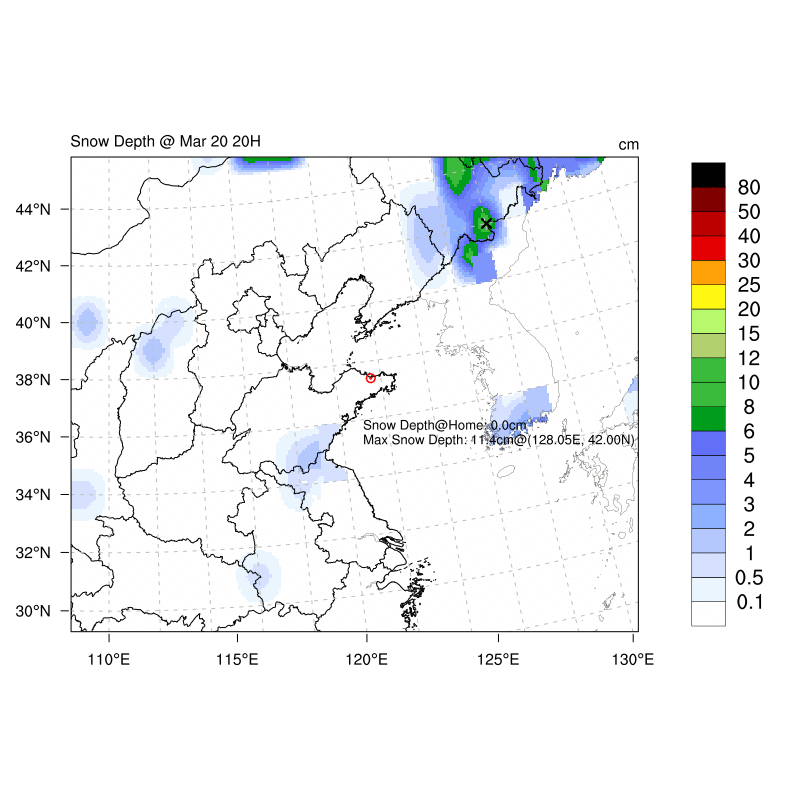 Snow Depth @ Mar 20 20H
cm
44°N
42°N
40°N
38°N
36°N
34°N
32°N
30°N
110°E
115°E
120°E
125°E
130°E
Snow Depth@Home: 0.0cm
Max Snow Depth: 11.4cm@(128.05E, 42.00N)
80
50
40
30
25
20
15
12
10
8
6
5
4
3
2
1
0.5
0.1